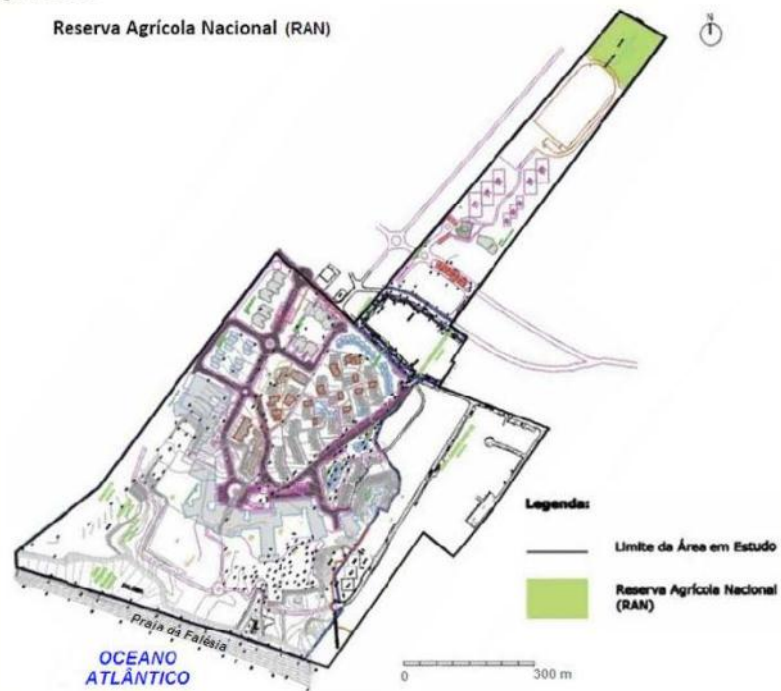 Reserva Agrícola Nacional (RAN)
N
Legenda:
Limite da Área em Estudo
Reserva Agrícola Nacional
(RAN)
Praia da Falésia
OCEANO
ATLÂNTICO
0
300 m